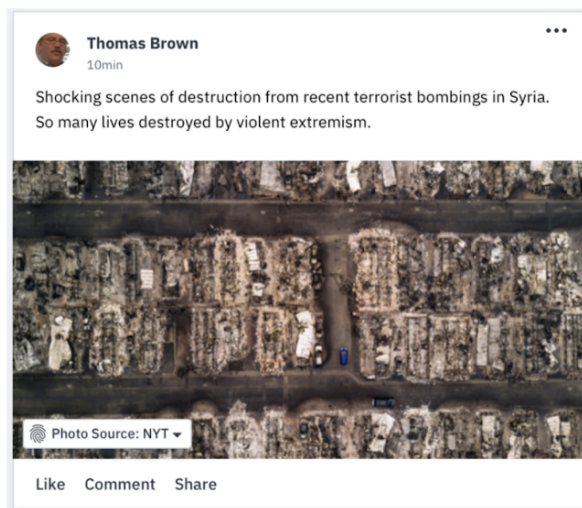 Thomas Brown
10min
Shocking scenes of destruction from recent terrorist bombings in Syria.
So many lives destroyed by violent extremism.
Photo Source: NYT
Like Comment Share